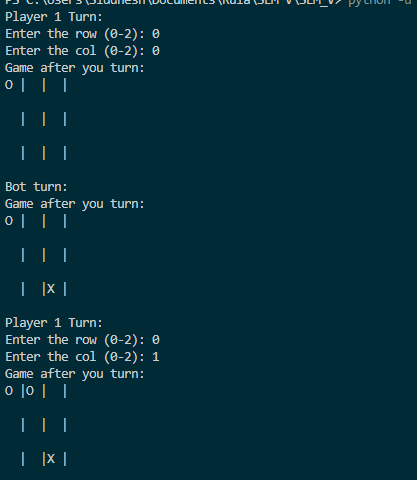 PS C:\Users\Siddhesh\Documents\Ruia\SEM V\SEM_V> python -u
Player 1 Turn:
Enter the row (0-2): 0
Enter the col (0-2): 0
Game after you turn:
O |  |  |
  |  |  |
  |  |  |
Bot turn:
Game after you turn:
O |  |  |
  |  |  |
  |  |X |
Player 1 Turn:
Enter the row (0-2): 0
Enter the col (0-2): 1
Game after you turn:
O |O |  |
  |  |  |
  |  |X |